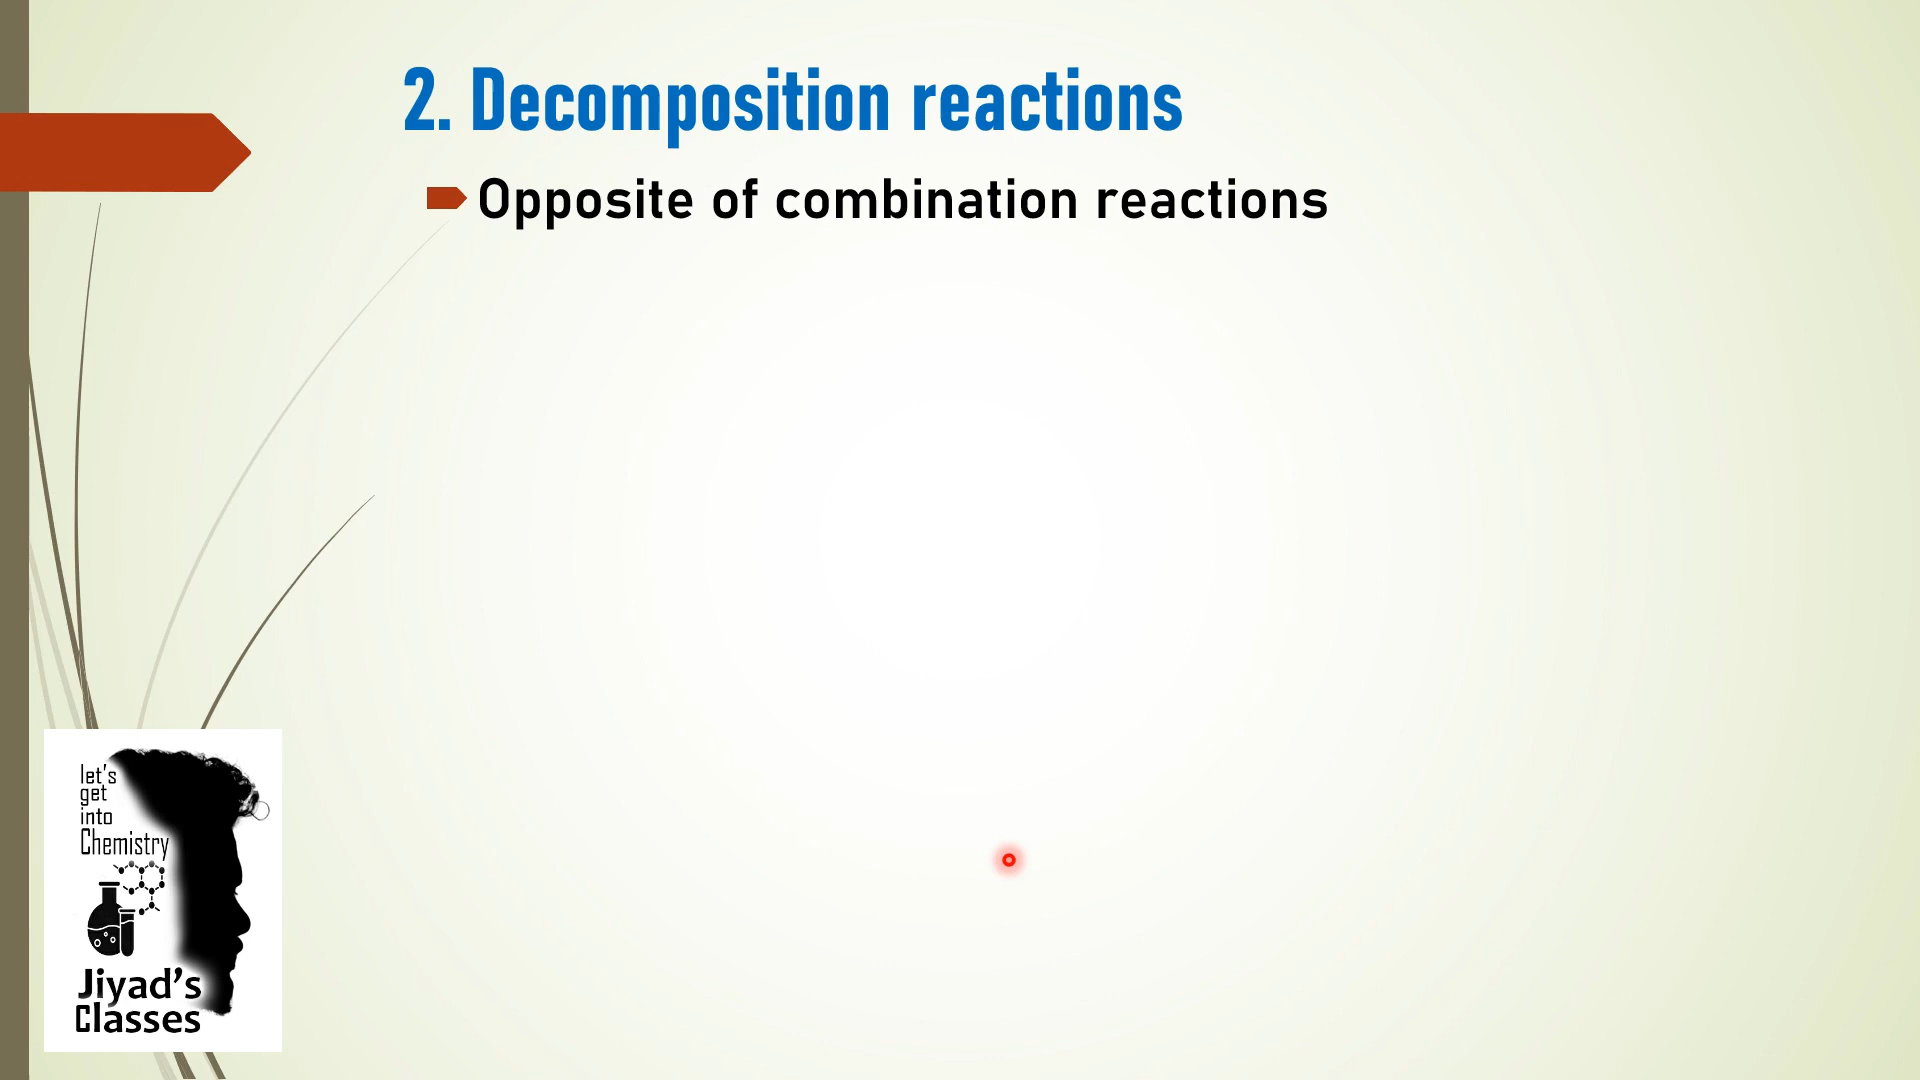 2. Decomposition reactions
Opposite of combination reactions
let's
get
into
Chemistry
Jiyad's
Classes